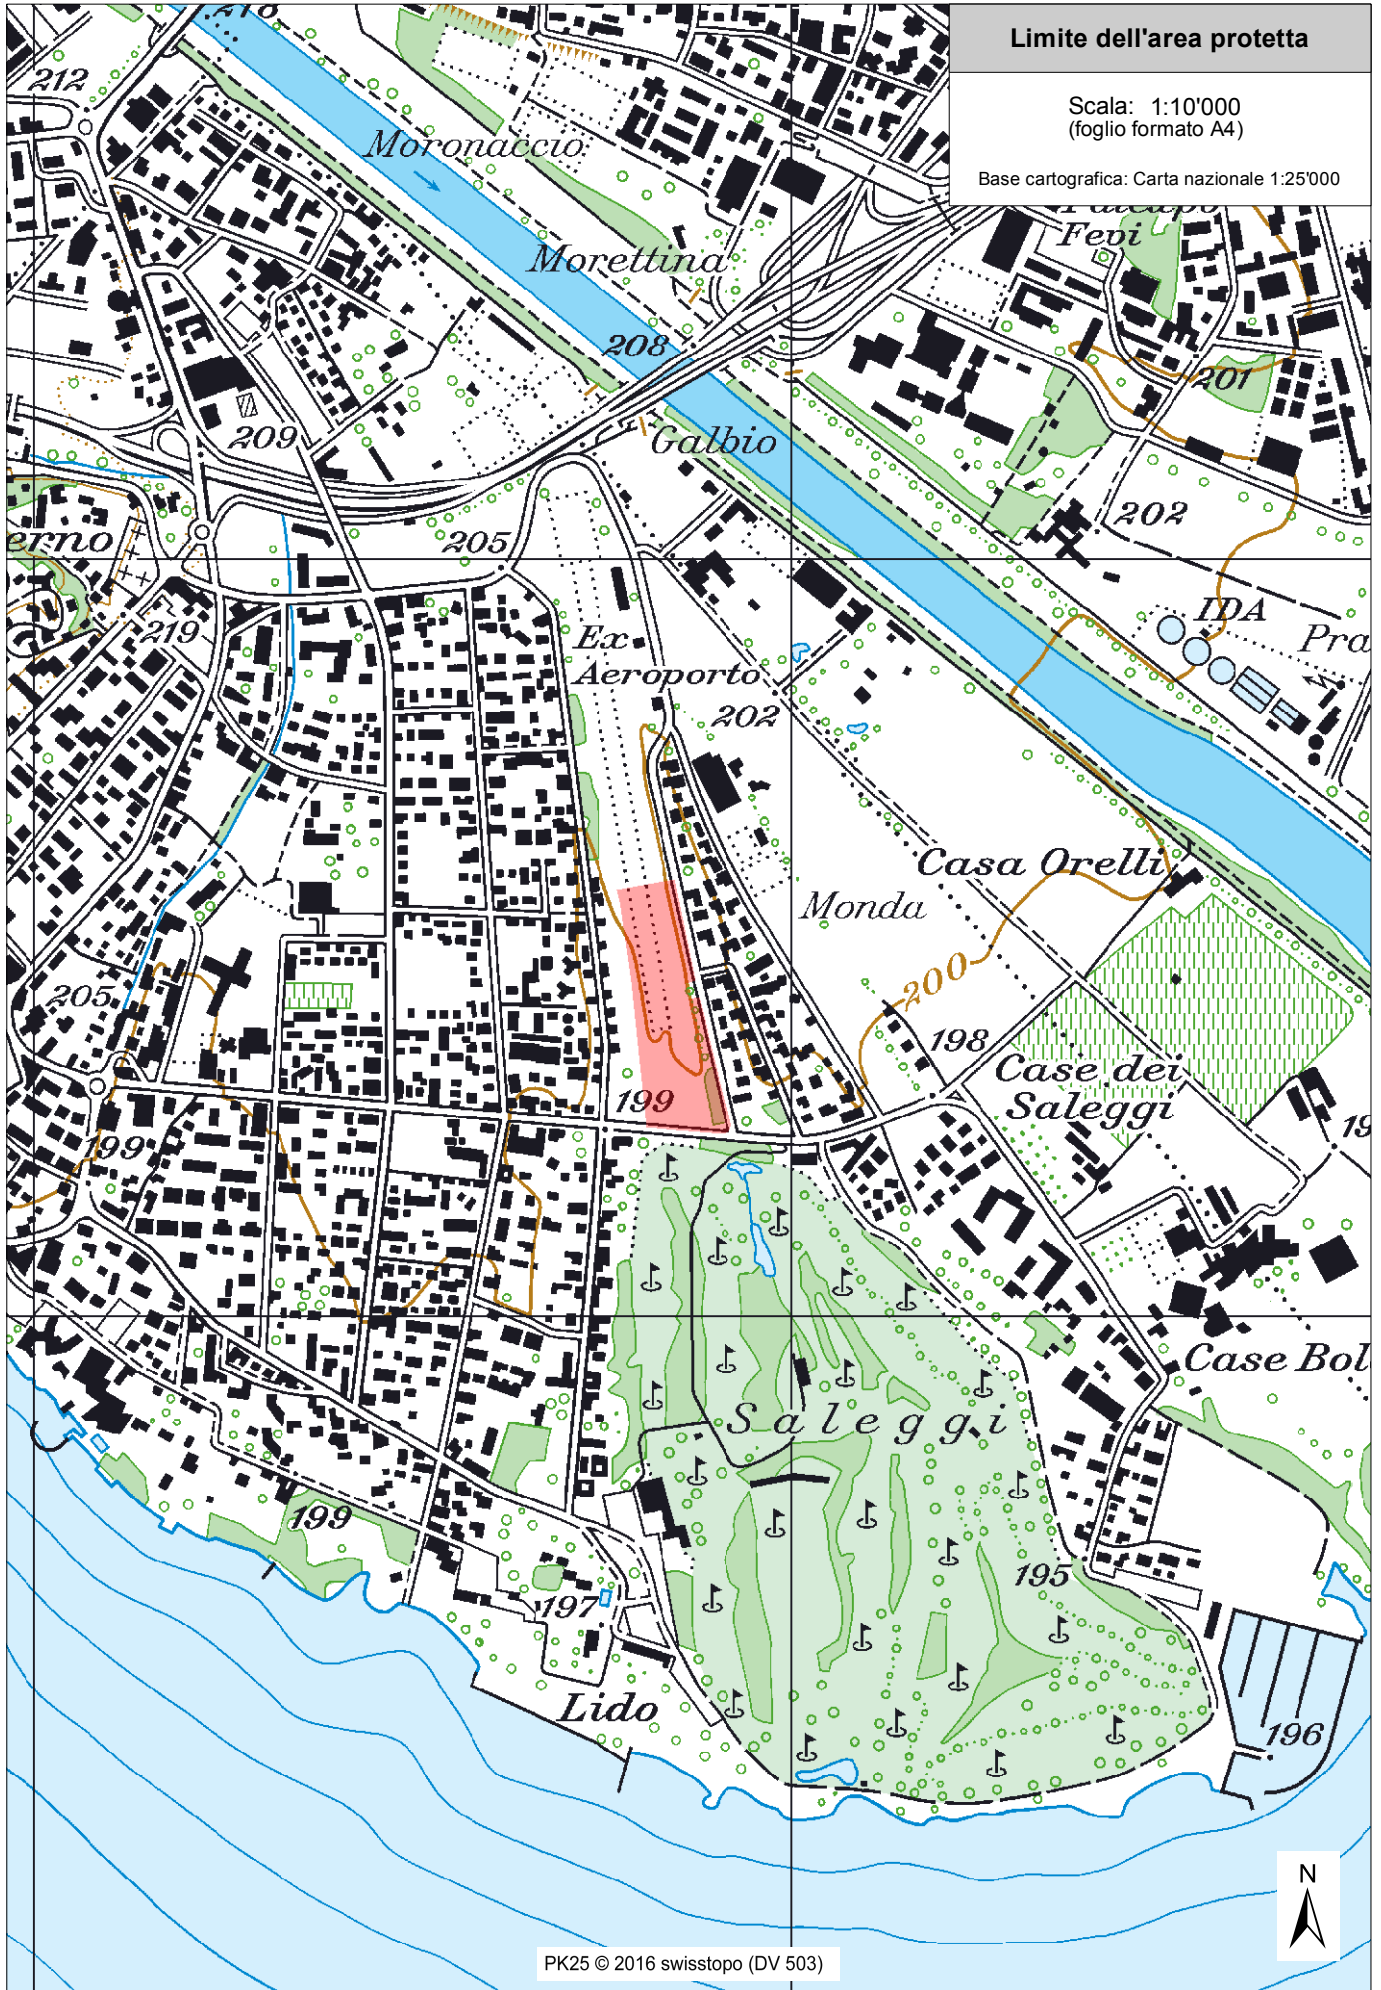 Limite dell'area protetta
Scala: 1:10'000
(foglio formato A4)
Base cartografica: Carta nazionale 1:25'000
212
Moronaccio
Morettina
Fevi
208
201
209
Galbio
202
205
erno
219
IDA
Pra
Ex
Aeroporto
202
Casa Orelli
Monda
200
205
198
Case dei
Saleggi
199
199
19
Case Bol
Saleggi
199
195
197
Lido
196
N
PK25 © 2016 swisstopo (DV 503)